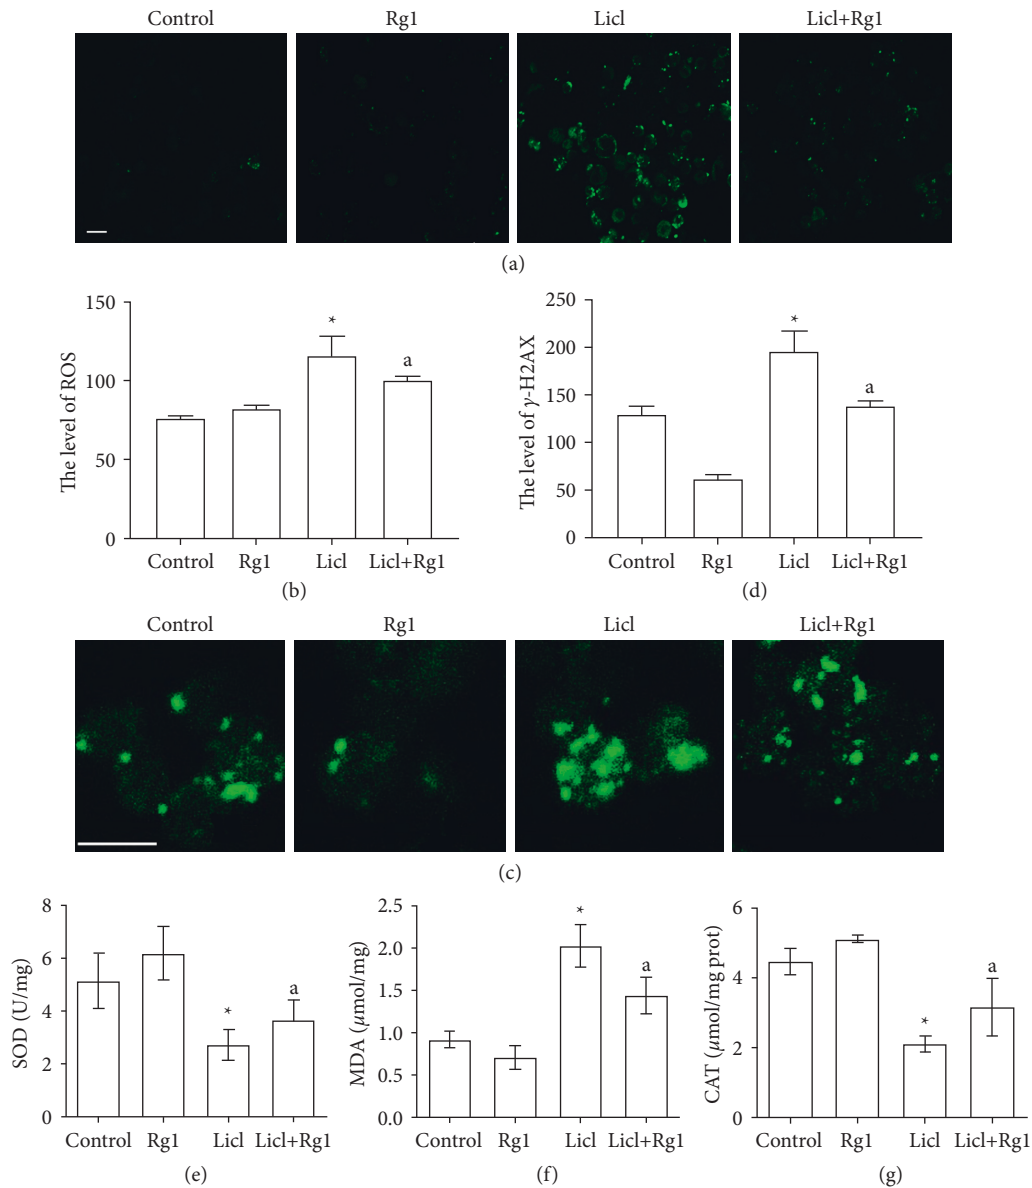 Control Rg1 Licl Licl+Rg1
(a)
The level of ROS
150
100
50
0
*
a
Control Rg1 Licl Licl+Rg1
(b)
The level of γ-H2AX
250
200
150
100
50
0
*
a
Control Rg1 Licl Licl+Rg1
(d)
Control Rg1 Licl Licl+Rg1
(c)
SOD (U/mg)
8
6
4
2
0
*
a
Control Rg1 Licl Licl+Rg1
(e)
MDA (μmol/mg)
2.5
2.0
1.5
1.0
0.5
0.0
*
a
Control Rg1 Licl Licl+Rg1
(f)
CAT (μmol/mg prot)
6
4
2
0
*
a
Control Rg1 Licl Licl+Rg1
(g)